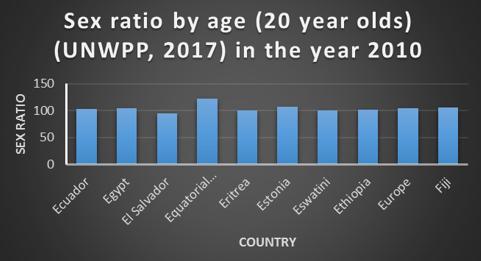 Sex ratio by age (20 year olds)
(UNWPP, 2017) in the year 2010
150
100
50
0
SEX RATIO
Ecuador
Egypt
El Salvador
Equatorial…
Eritrea
Estonia
Eswatini
Ethiopia
Europe
Fiji
COUNTRY